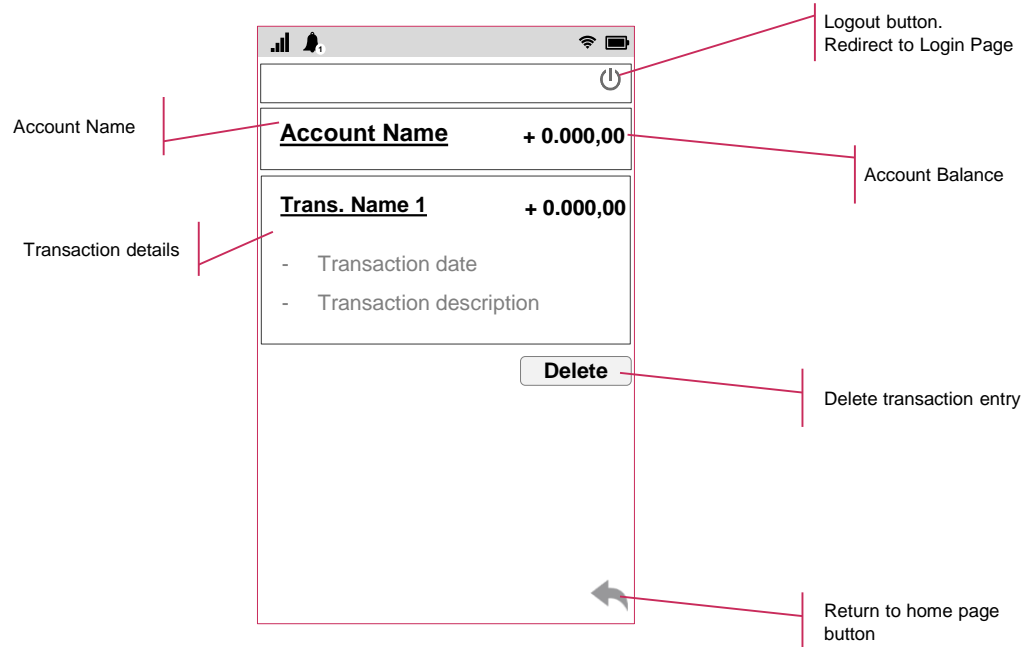 Logout button.
Redirect to Login Page
1
Account Name
Account Name
+ 0.000,00
Account Balance
Trans. Name 1
+ 0.000,00
Transaction details
- Transaction date
- Transaction description
Delete
Delete transaction entry
Return to home page
button